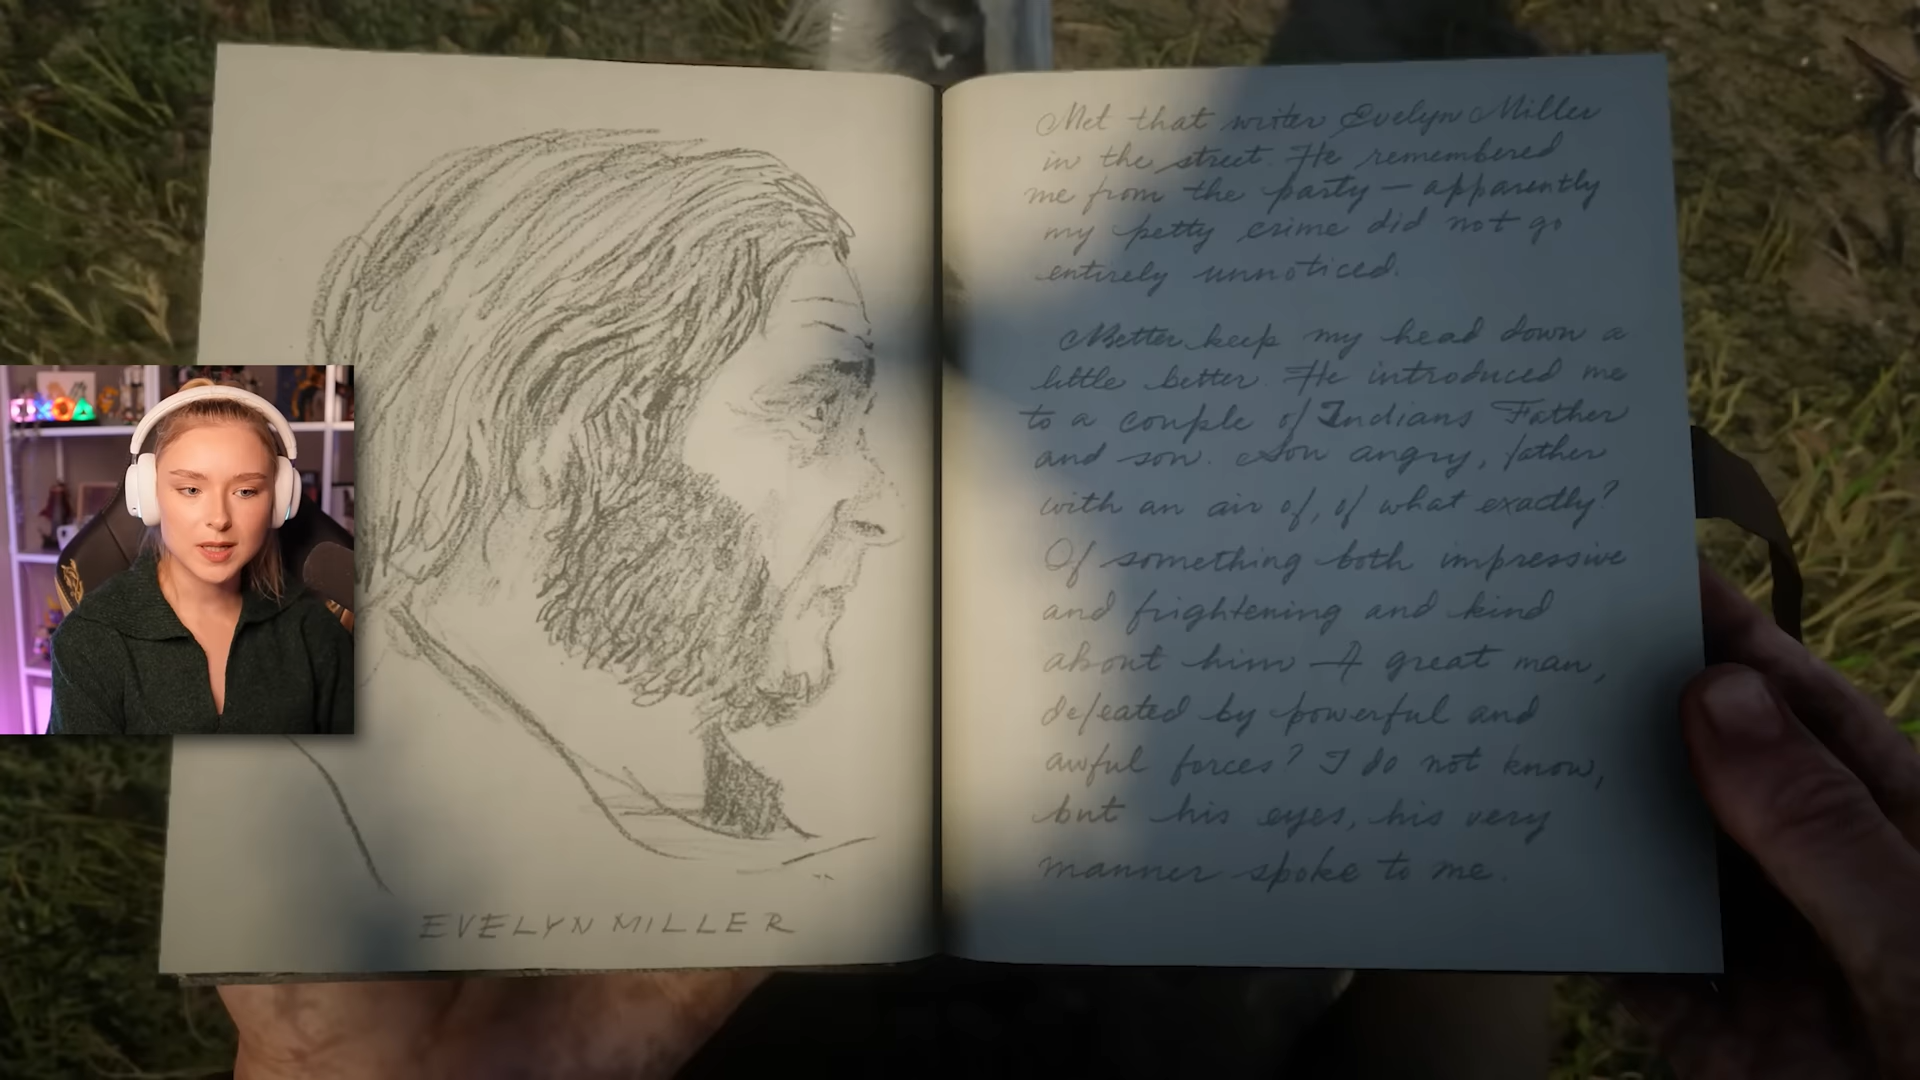 Met that writer Evelyn Miller
in the street. He remembered
me from the party – apparently
my petty crime did not go
entirely unnoticed.
Better keep my head down a
little better. He introduced me
to a couple of Indians Father
and son. Son angry, father
with an air of, of what exactly?
Of something both impressive
and frightening and kind
about him – A great man,
defeated by powerful and
awful forces? I do not know,
but his eyes, his very
manner spoke to me.
EVELYN MILLER